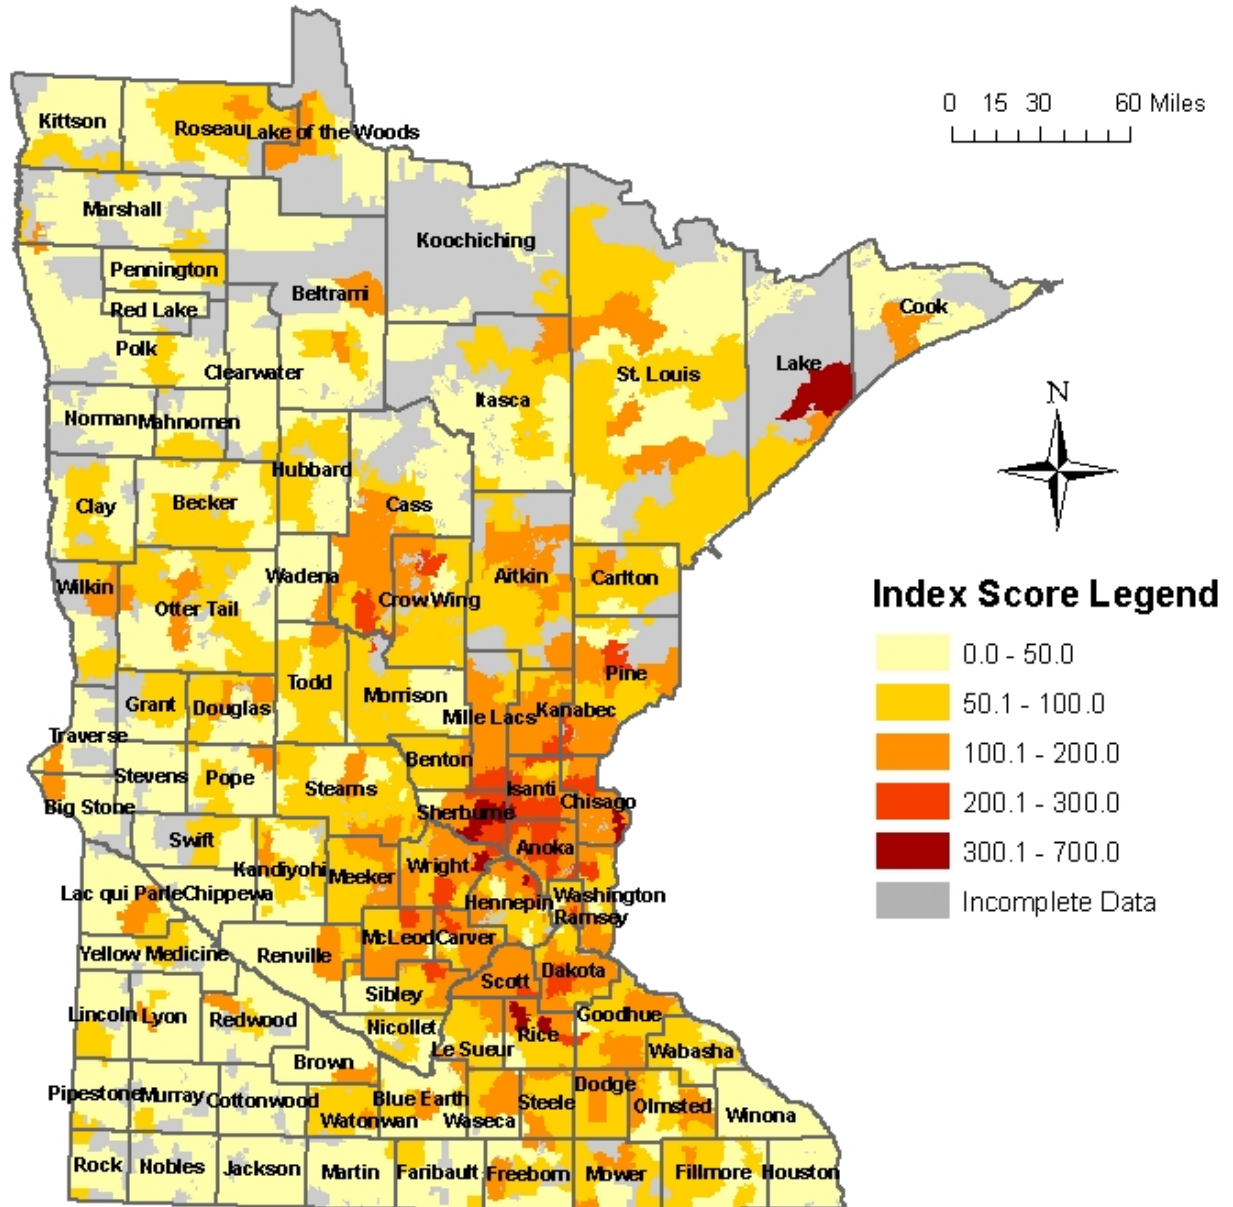 0 15 30 60 Miles
Kittson
Roseau
Lake of the Woods
Marshall
Koochiching
Pennington
Beltrami
Red Lake
Cook
Polk
Clearwater
Lake
St. Louis
Itasca
N
Norman
Mahnomen
Hubbard
Clay
Becker
Cass
Wilkin
Otter Tail
Wadena
Crow Wing
Aitkin
Carlton
Index Score Legend
0.0 - 50.0
50.1 - 100.0
100.1 - 200.0
200.1 - 300.0
300.1 - 700.0
Incomplete Data
Pine
Todd
Morrison
Grant
Douglas
Mille Lacs
Kanabec
Traverse
Benton
Stevens
Pope
Stearns
Isanti
Big Stone
Sherburne
Chisago
Swift
Anoka
Kandiyohi
Meeker
Wright
Lac qui Parle
Chippewa
Hennepin
Washington
Ramsey
McLeod
Carver
Yellow Medicine
Renville
Scott
Dakota
Sibley
Lincoln
Lyon
Redwood
Nicollet
Goodhue
Rice
Le Sueur
Wabasha
Brown
Pipestone
Murray
Cottonwood
Watonwan
Blue Earth
Waseca
Steele
Dodge
Olmsted
Winona
Rock
Nobles
Jackson
Martin
Faribault
Freeborn
Mower
Fillmore
Houston